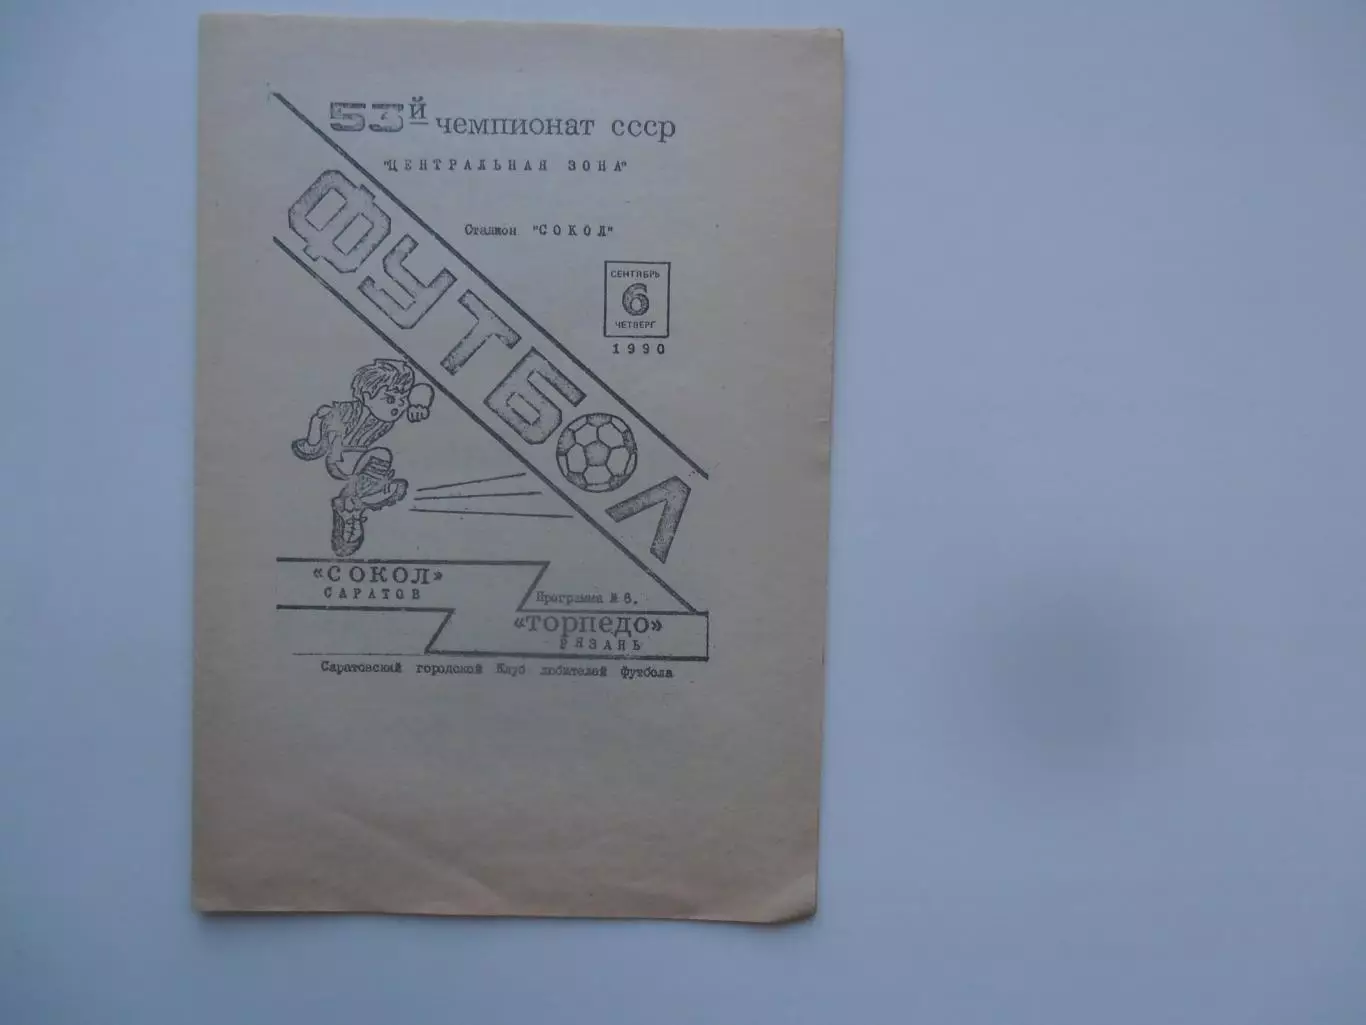 53й чемпионат ссср
"ЦЕНТРАЛЬНАЯ ЗОНА"
Стадион "СОКОЛ"
СЕНТЯБРЬ
6
ЧЕТВЕРГ
1990
ФУТБОЛ
«СОКОЛ»
САРАТОВ
Программа № 8.
«Торпедо»
РЯЗАНЬ
Саратовский городской Клуб любителей футбола